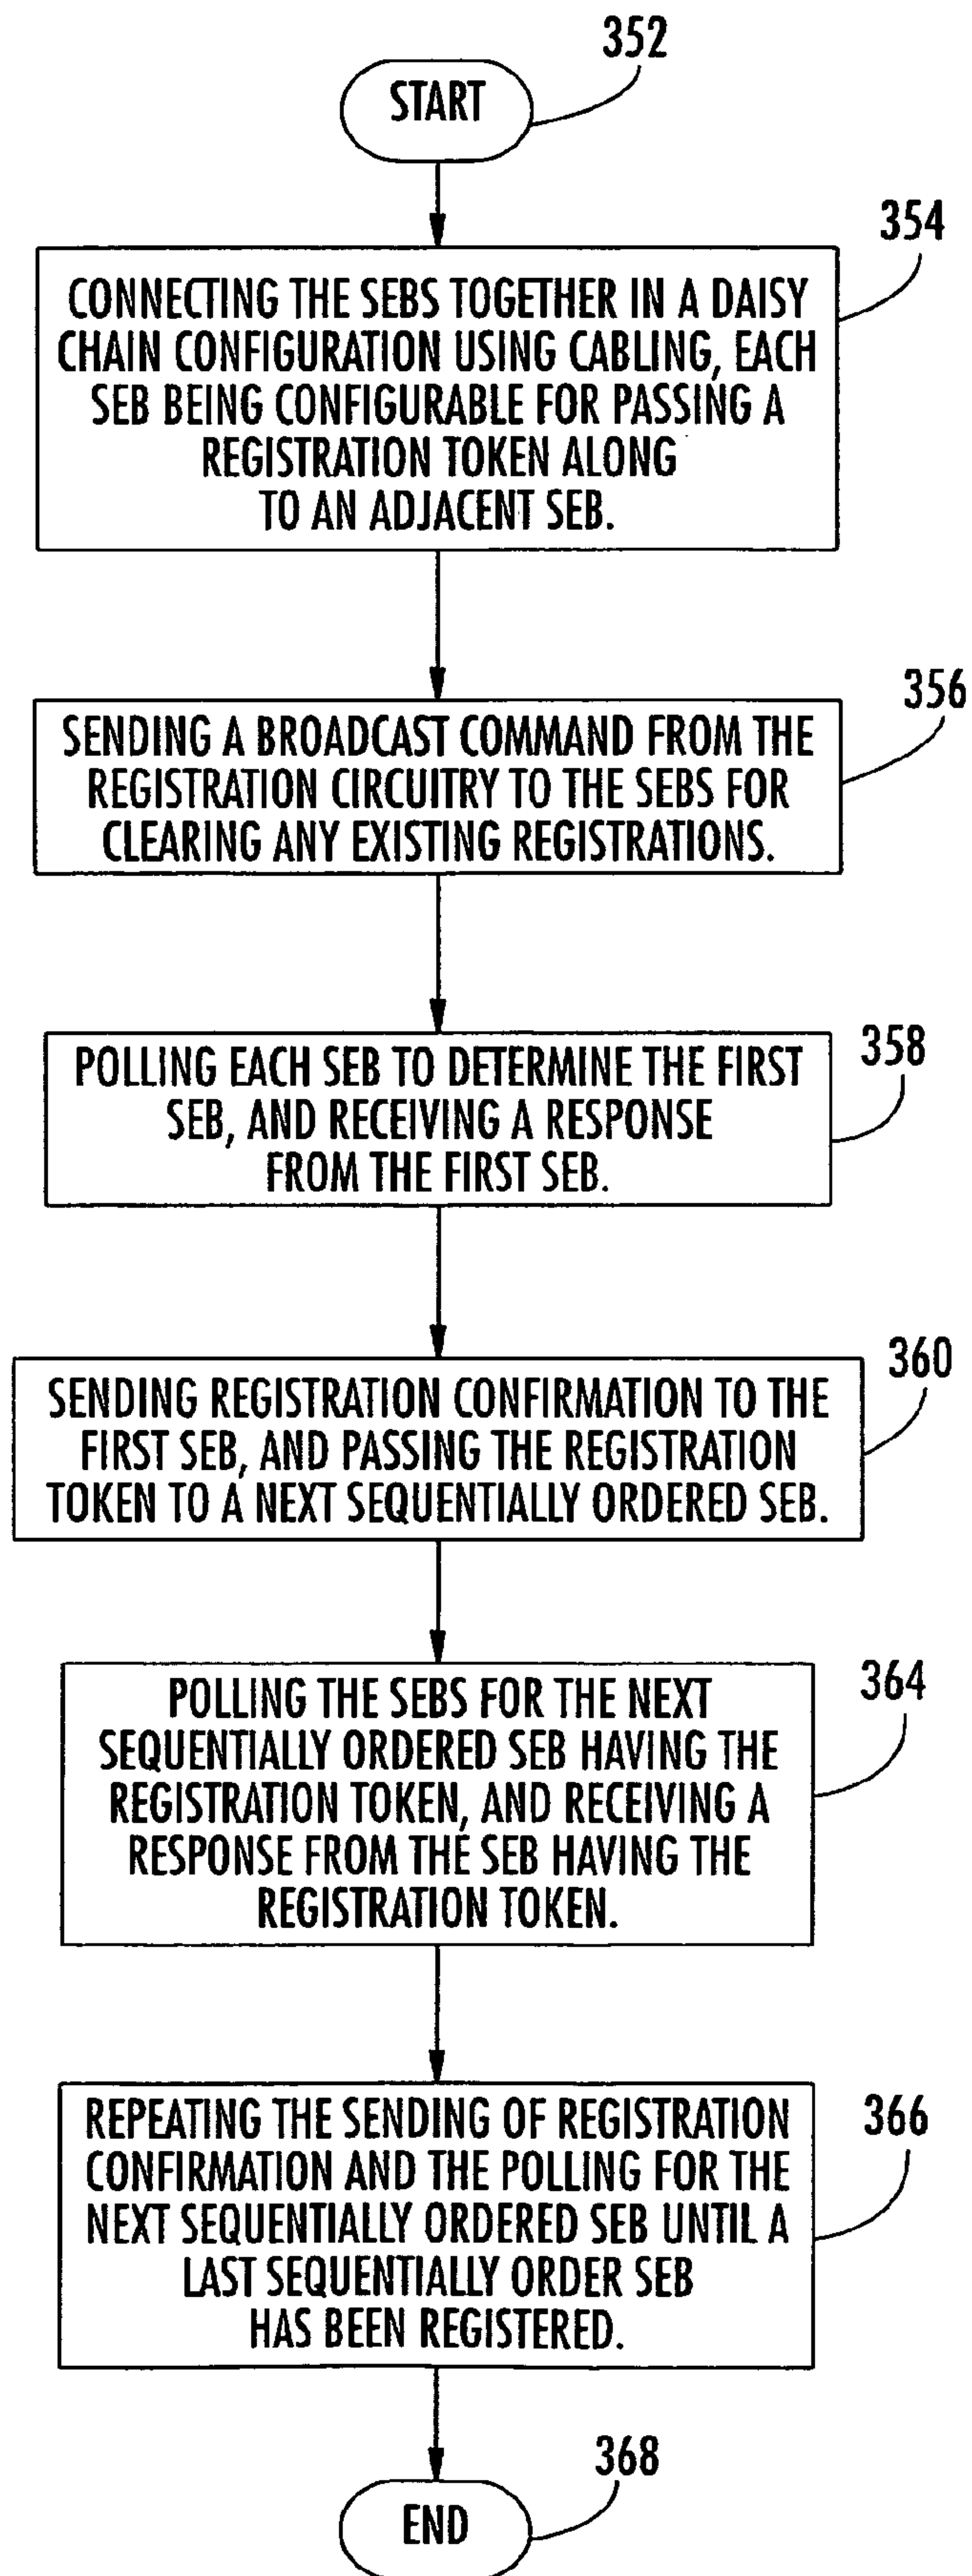 352
START
354
CONNECTING THE SEBS TOGETHER IN A DAISY
CHAIN CONFIGURATION USING CABLING, EACH
SEB BEING CONFIGURABLE FOR PASSING A
REGISTRATION TOKEN ALONG
TO AN ADJACENT SEB.
356
SENDING A BROADCAST COMMAND FROM THE
REGISTRATION CIRCUITRY TO THE SEBS FOR
CLEARING ANY EXISTING REGISTRATIONS.
358
POLLING EACH SEB TO DETERMINE THE FIRST
SEB, AND RECEIVING A RESPONSE
FROM THE FIRST SEB.
360
SENDING REGISTRATION CONFIRMATION TO THE
FIRST SEB, AND PASSING THE REGISTRATION
TOKEN TO A NEXT SEQUENTIALLY ORDERED SEB.
364
POLLING THE SEBS FOR THE NEXT
SEQUENTIALLY ORDERED SEB HAVING THE
REGISTRATION TOKEN, AND RECEIVING A
RESPONSE FROM THE SEB HAVING THE
REGISTRATION TOKEN.
366
REPEATING THE SENDING OF REGISTRATION
CONFIRMATION AND THE POLLING FOR THE
NEXT SEQUENTIALLY ORDERED SEB UNTIL A
LAST SEQUENTIALLY ORDER SEB
HAS BEEN REGISTERED.
368
END